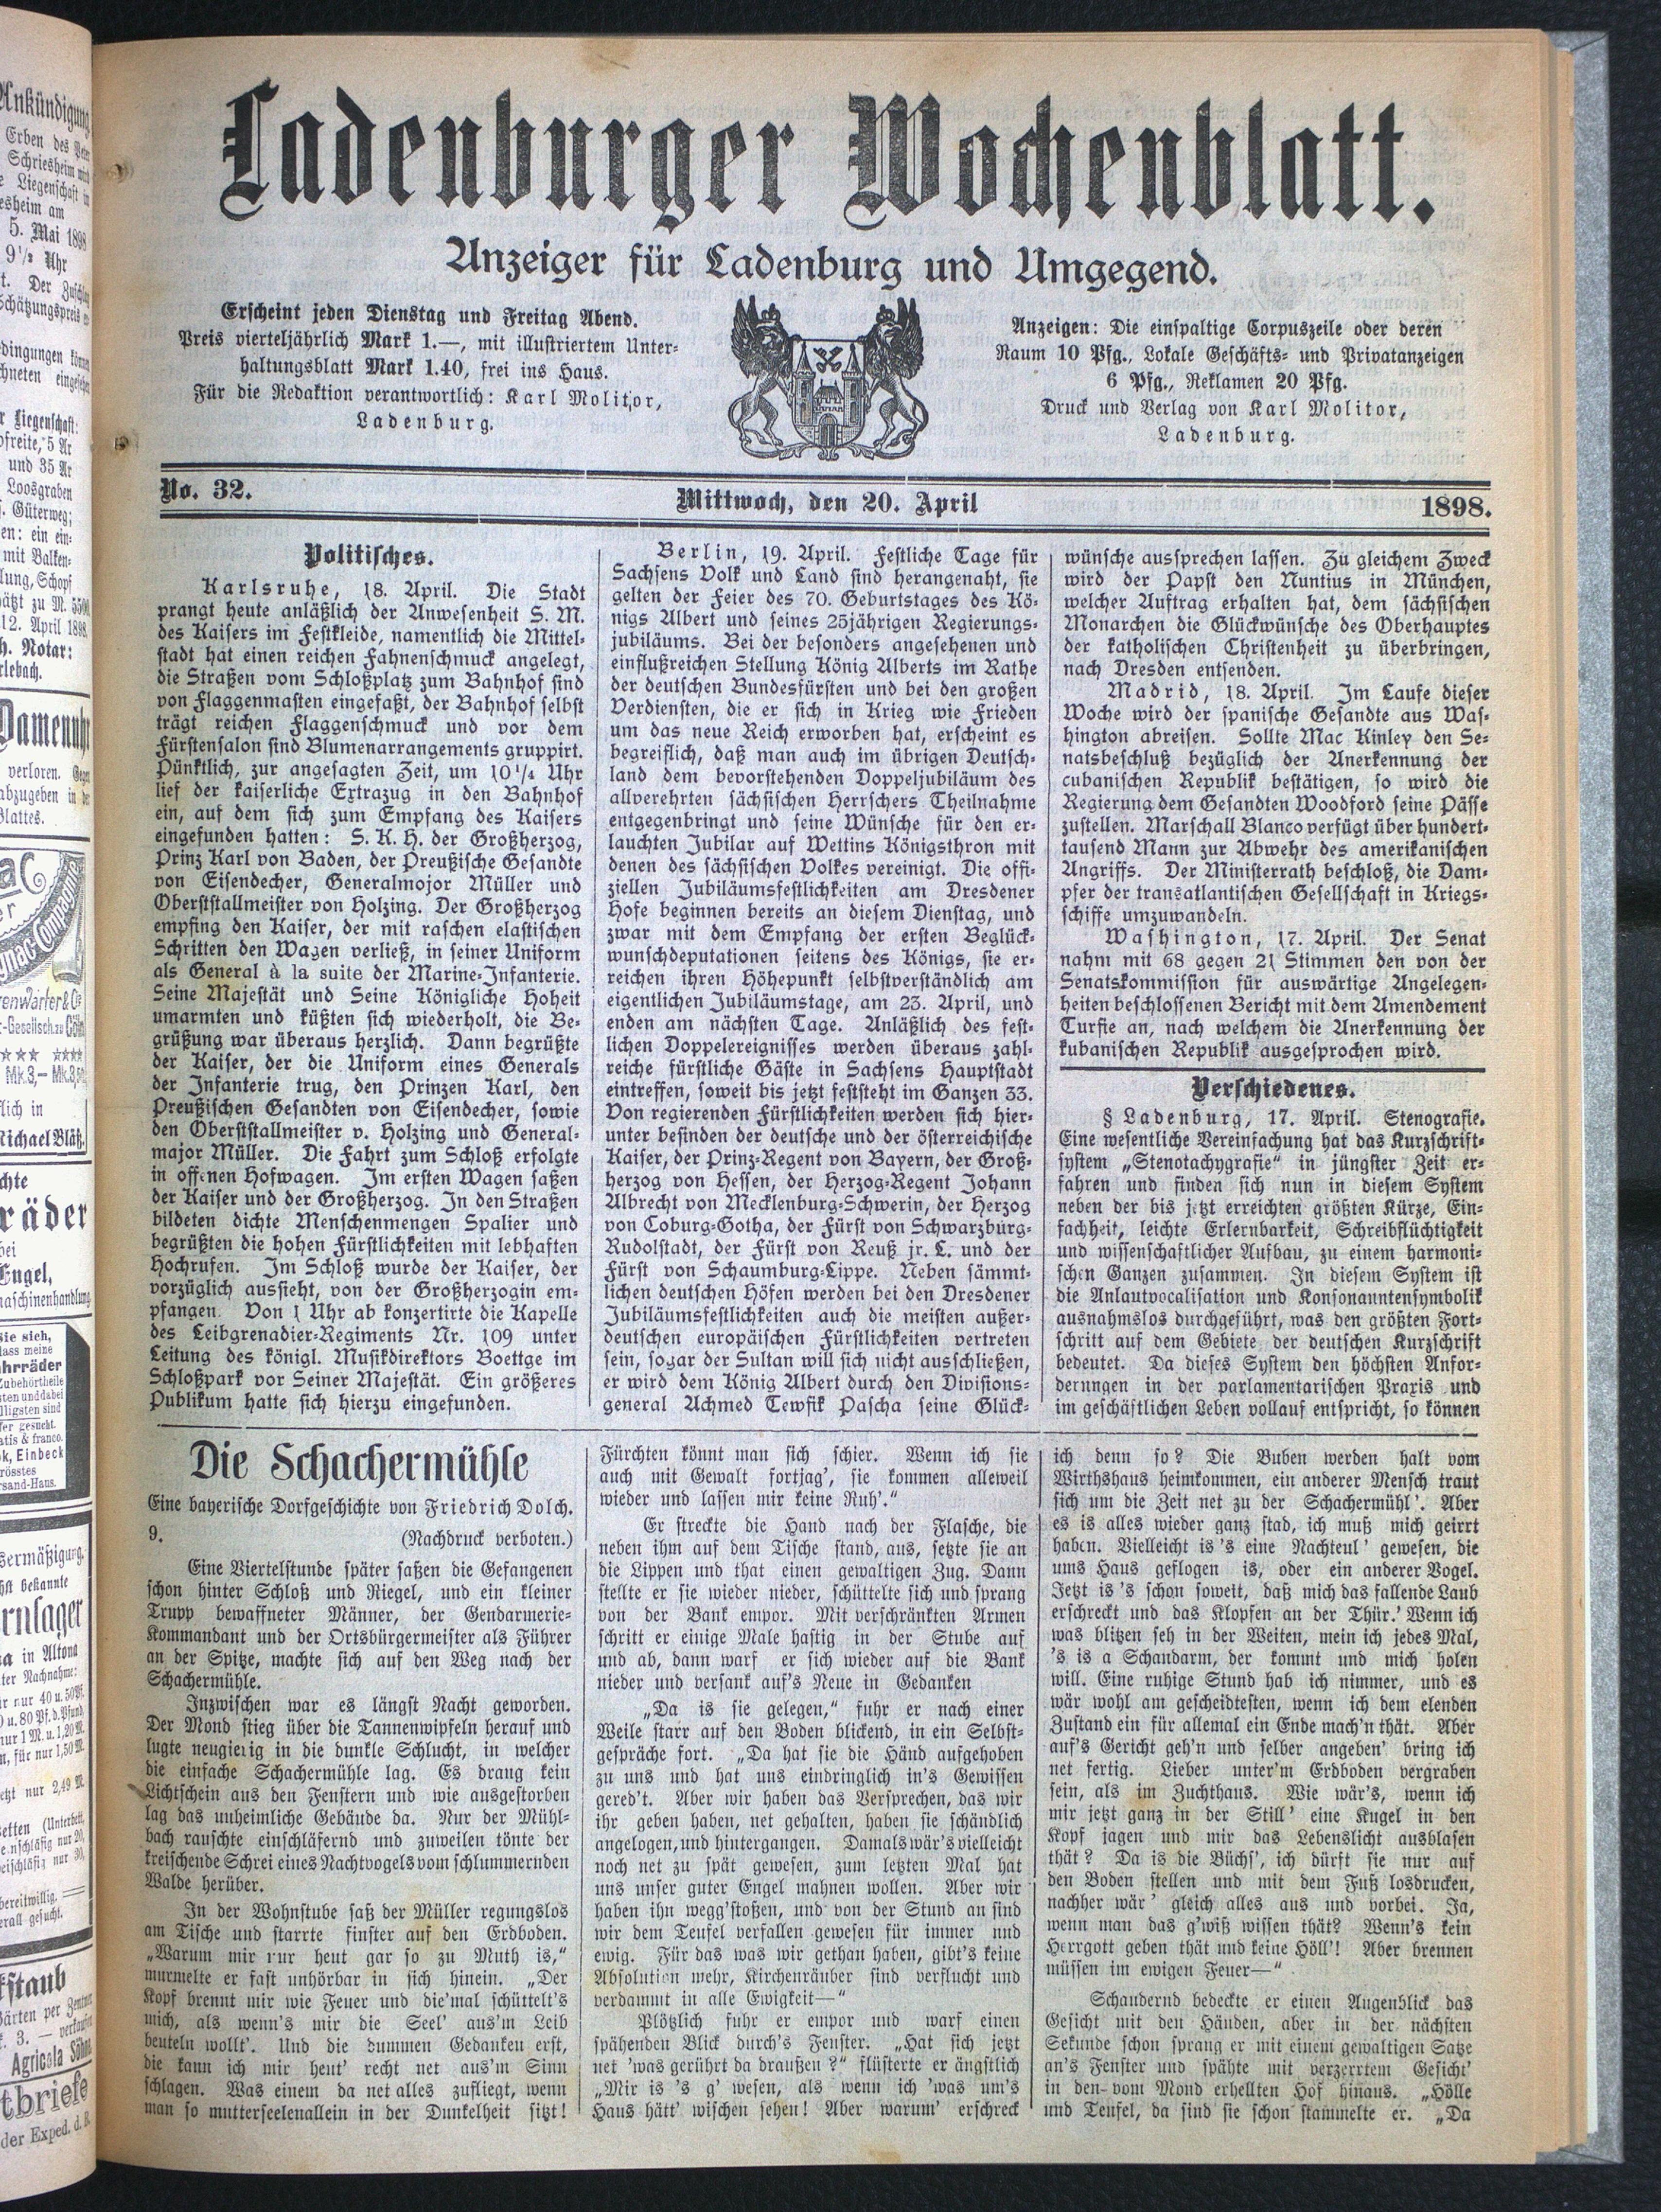 Ladenburger Wochenblatt.
Anzeiger für Ladenburg und Umgegend.
Erscheint jeden Dienstag und Freitag Abend.
Preis vierteljährlich Mark 1.—, mit illustriertem Unter-
haltungsblatt Mark 1.40, frei ins Haus.
Für die Redaktion verantwortlich: Karl Molitor,
Ladenburg.
Anzeigen: Die einspaltige Corpuszeile oder deren
Raum 10 Pfg., Lokale Geschäfts- und Privatanzeigen
6 Pfg., Reklamen 20 Pfg.
Druck und Verlag von Karl Molitor,
Ladenburg.
No. 32.
Mittwoch, den 20. April
1898.
Politisches.
Karlsruhe, 18. April. Die Stadt
prangt heute anläßlich der Anwesenheit S. M.
des Kaisers im Festkleide, namentlich die Mittel-
stadt hat einen reichen Fahnenschmuck angelegt,
die Straßen vom Schloßplatz zum Bahnhof sind
von Flaggenmasten eingefaßt, der Bahnhof selbst
trägt reichen Flaggenschmuck und vor dem
Fürstensalon sind Blumenarrangements gruppirt.
Pünktlich, zur angesagten Zeit, um 10¼ Uhr
lief der kaiserliche Extrazug in den Bahnhof
ein, auf dem sich zum Empfang des Kaisers
eingefunden hatten: S. K. H. der Großherzog,
Prinz Karl von Baden, der Preußische Gesandte
von Eisendecher, Generalmojor Müller und
Oberststallmeister von Holzing. Der Großherzog
empfing den Kaiser, der mit raschen elastischen
Schritten den Wagen verließ, in seiner Uniform
als General à la suite der Marine-Infanterie.
Seine Majestät und Seine Königliche Hoheit
umarmten und küßten sich wiederholt, die Be-
grüßung war überaus herzlich. Dann begrüßte
der Kaiser, der die Uniform eines Generals
der Infanterie trug, den Prinzen Karl, den
Preußischen Gesandten von Eisendecher, sowie
den Oberststallmeister v. Holzing und General-
major Müller. Die Fahrt zum Schloß erfolgte
in offenen Hofwagen. Im ersten Wagen saßen
der Kaiser und der Großherzog. In den Straßen
bildeten dichte Menschenmengen Spalier und
begrüßten die hohen Fürstlichkeiten mit lebhaften
Hochrufen. Im Schloß wurde der Kaiser, der
vorzüglich aussieht, von der Großherzogin em-
pfangen. Von 1 Uhr ab konzertirte die Kapelle
des Leibgrenadier-Regiments Nr. 109 unter
Leitung des königl. Musikdirektors Boettge im
Schloßpark vor Seiner Majestät. Ein größeres
Publikum hatte sich hierzu eingefunden.
Berlin, 19. April. Festliche Tage für
Sachsens Volk und Land sind herangenaht, sie
gelten der Feier des 70. Geburtstages des Kö-
nigs Albert und seines 25jährigen Regierungs-
jubiläums. Bei der besonders angesehenen und
einflußreichen Stellung König Alberts im Rathe
der deutschen Bundesfürsten und bei den großen
Verdiensten, die er sich in Krieg wie Frieden
um das neue Reich erworben hat, erscheint es
begreiflich, daß man auch im übrigen Deutsch-
land dem bevorstehenden Doppeljubiläum des
allverehrten sächsischen Herrschers Theilnahme
entgegenbringt und seine Wünsche für den er-
lauchten Jubilar auf Wettins Königsthron mit
denen des sächsischen Volkes vereinigt. Die offi-
ziellen Jubiläumsfestlichkeiten am Dresdener
Hofe beginnen bereits an diesem Dienstag, und
zwar mit dem Empfang der ersten Beglück-
wunschdeputationen seitens des Königs, sie er-
reichen ihren Höhepunkt selbstverständlich am
eigentlichen Jubiläumstage, am 23. April, und
enden am nächsten Tage. Anläßlich des fest-
lichen Doppelereignisses werden überaus zahl-
reiche fürstliche Gäste in Sachsens Hauptstadt
eintreffen, soweit bis jetzt feststeht im Ganzen 33.
Von regierenden Fürstlichkeiten werden sich hier-
unter befinden der deutsche und der österreichische
Kaiser, der Prinz-Regent von Bayern, der Groß-
herzog von Hessen, der Herzog-Regent Johann
Albrecht von Mecklenburg-Schwerin, der Herzog
von Coburg-Gotha, der Fürst von Schwarzburg-
Rudolstadt, der Fürst von Reuß jr. L. und der
Fürst von Schaumburg-Lippe. Neben sämmt-
lichen deutschen Höfen werden bei den Dresdener
Jubiläumsfestlichkeiten auch die meisten außer-
deutschen europäischen Fürstlichkeiten vertreten
sein, sogar der Sultan will sich nicht ausschließen,
er wird dem König Albert durch den Divisions-
general Achmed Tewfik Pascha seine Glück-
wünsche aussprechen lassen. Zu gleichem Zweck
wird der Papst den Nuntius in München,
welcher Auftrag erhalten hat, dem sächsischen
Monarchen die Glückwünsche des Oberhauptes
der katholischen Christenheit zu überbringen,
nach Dresden entsenden.
Madrid, 18. April. Im Laufe dieser
Woche wird der spanische Gesandte aus Was-
hington abreisen. Sollte Mac Kinley den Se-
natsbeschluß bezüglich der Anerkennung der
cubanischen Republik bestätigen, so wird die
Regierung dem Gesandten Woodford seine Pässe
zustellen. Marschall Blanco verfügt über hundert-
tausend Mann zur Abwehr des amerikanischen
Angriffs. Der Ministerrath beschloß, die Dam-
pfer der transatlantischen Gesellschaft in Kriegs-
schiffe umzuwandeln.
Washington, 17. April. Der Senat
nahm mit 68 gegen 21 Stimmen den von der
Senatskommission für auswärtige Angelegen-
heiten beschlossenen Bericht mit dem Amendement
Turfie an, nach welchem die Anerkennung der
kubanischen Republik ausgesprochen wird.
Verschiedenes.
§ Ladenburg, 17. April. Stenografie.
Eine wesentliche Vereinfachung hat das Kurzschrift-
system „Stenotachygrafie“ in jüngster Zeit er-
fahren und finden sich nun in diesem System
neben der bis jetzt erreichten größten Kürze, Ein-
fachheit, leichte Erlernbarkeit, Schreibflüchtigkeit
und wissenschaftlicher Aufbau, zu einem harmoni-
schen Ganzen zusammen. In diesem System ist
die Anlautvocalisation und Konsonanntensymbolik
ausnahmslos durchgeführt, was den größten Fort-
schritt auf dem Gebiete der deutschen Kurzschrift
bedeutet. Da dieses System den höchsten Anfor-
derungen in der parlamentarischen Praxis und
im geschäftlichen Leben vollauf entspricht, so können
Die Schachermühle
Eine bayerische Dorfgeschichte von Friedrich Dolch.
9. (Nachdruck verboten.)
Eine Viertelstunde später saßen die Gefangenen
schon hinter Schloß und Riegel, und ein kleiner
Trupp bewaffneter Männer, der Gendarmerie-
Kommandant und der Ortsbürgermeister als Führer
an der Spitze, machte sich auf den Weg nach der
Schachermühle.
Inzwischen war es längst Nacht geworden.
Der Mond stieg über die Tannenwipfeln herauf und
lugte neugierig in die dunkle Schlucht, in welcher
die einfache Schachermühle lag. Es drang kein
Lichtschein aus den Fenstern und wie ausgestorben
lag das unheimliche Gebäude da. Nur der Mühl-
bach rauschte einschläfernd und zuweilen tönte der
kreischende Schrei eines Nachtvogels vom schlummernden
Walde herüber.
In der Wohnstube saß der Müller regungslos
am Tische und starrte finster auf den Erdboden.
„Warum mir nur heut gar so zu Muth is,“
murmelte er fast unhörbar in sich hinein. „Der
Kopf brennt mir wie Feuer und die'mal schüttelt's
mich, als wenn's mir die Seel' aus'm Leib
beuteln wollt'. Und die dummen Gedanken erst,
die kann ich mir heut' recht net aus'm Sinn
schlagen. Was einem da net alles zufliegt, wenn
man so mutterseelenallein in der Dunkelheit sitzt!
Fürchten könnt man sich schier. Wenn ich sie
auch mit Gewalt fortjag', sie kommen alleweil
wieder und lassen mir keine Ruh'.“
Er streckte die Hand nach der Flasche, die
neben ihm auf dem Tische stand, aus, setzte sie an
die Lippen und that einen gewaltigen Zug. Dann
stellte er sie wieder nieder, schüttelte sich und sprang
von der Bank empor. Mit verschränkten Armen
schritt er einige Male hastig in der Stube auf
und ab, dann warf er sich wieder auf die Bank
nieder und versank auf's Neue in Gedanken
„Da is sie gelegen,“ fuhr er nach einer
Weile starr auf den Boden blickend, in ein Selbst-
gespräche fort. „Da hat sie die Händ aufgehoben
zu uns und hat uns eindringlich in's Gewissen
gered't. Aber wir haben das Versprechen, das wir
ihr geben haben, net gehalten, haben sie schändlich
angelogen, und hintergangen. Damals wär's vielleicht
noch net zu spät gewesen, zum letzten Mal hat
uns unser guter Engel mahnen wollen. Aber wir
haben ihn wegg'stoßen, und von der Stund an sind
wir dem Teufel verfallen gewesen für immer und
ewig. Für das was wir gethan haben, gibt's keine
Absolution mehr, Kirchenräuber sind verflucht und
verdammt in alle Ewigkeit—“
Plötzlich fuhr er empor und warf einen
spähenden Blick durch's Fenster. „Hat sich jetzt
net 'was gerührt da draußen?“ flüsterte er ängstlich
„Mir is 's g' wesen, als wenn ich 'was um's
Haus hätt' wischen sehen! Aber warum' erschreck
ich denn so? Die Buben werden halt vom
Wirthshaus heimkommen, ein anderer Mensch traut
sich um die Zeit net zu der Schachermühl'. Aber
es is alles wieder ganz stad, ich muß mich geirrt
haben. Vielleicht is 's eine Nachteul' gewesen, die
ums Haus geflogen is, oder ein anderer Vogel.
Jetzt is 's schon soweit, daß mich das fallende Laub
erschreckt und das Klopfen an der Thür.' Wenn ich
was blitzen seh in der Weiten, mein ich jedes Mal,
's is a Schandarm, der kommt und mich holen
will. Eine ruhige Stund hab ich nimmer, und es
wär wohl am gescheidtesten, wenn ich dem elenden
Zustand ein für allemal ein Ende mach'n thät. Aber
auf's Gericht geh'n und selber angeben' bring ich
net fertig. Lieber unter'm Erdboden vergraben
sein, als im Zuchthaus. Wie wär's, wenn ich
mir jetzt ganz in der Still' eine Kugel in den
Kopf jagen und mir das Lebenslicht ausblasen
thät? Da is die Büchs', ich dürft sie nur auf
den Boden stellen und mit dem Fuß losdrucken,
nachher wär' gleich alles aus und vorbei. Ja,
wenn man das g'wiß wissen thät? Wenn's kein
Herrgott geben thät und keine Höll'! Aber brennen
müssen im ewigen Feuer—“
Schaudernd bedeckte er einen Augenblick das
Gesicht mit den Händen, aber in der nächsten
Sekunde schon sprang er mit einem gewaltigen Satze
an's Fenster und spähte mit verzerrtem Gesicht'
in den vom Mond erhellten Hof hinaus. „Hölle
und Teufel, da sind sie schon stammelte er. „Da